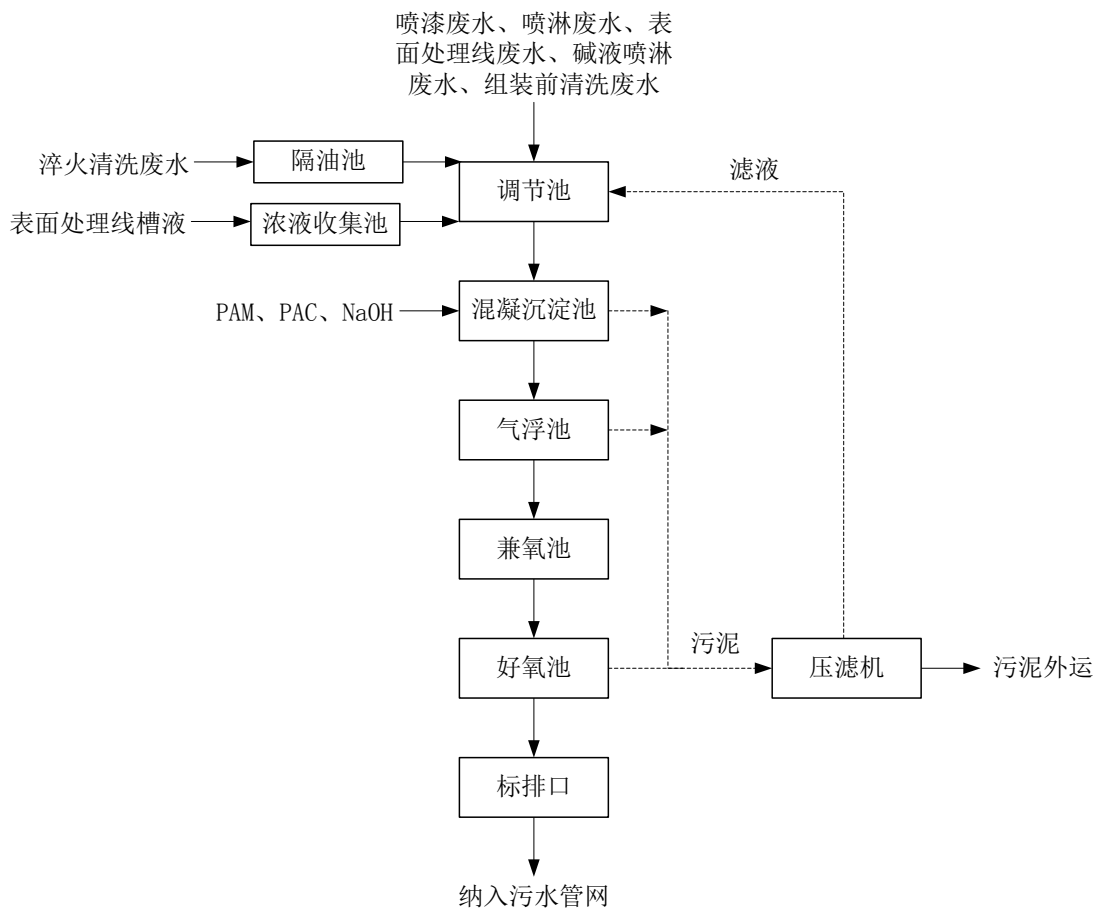 喷漆废水、喷淋废水、表
面处理线废水、碱液喷淋
废水、组装前清洗废水
淬火清洗废水
隔油池
调节池
滤液
表面处理线槽液
浓液收集池
PAM、PAC、NaOH
混凝沉淀池
气浮池
兼氧池
好氧池
污泥
压滤机
污泥外运
标排口
纳入污水管网